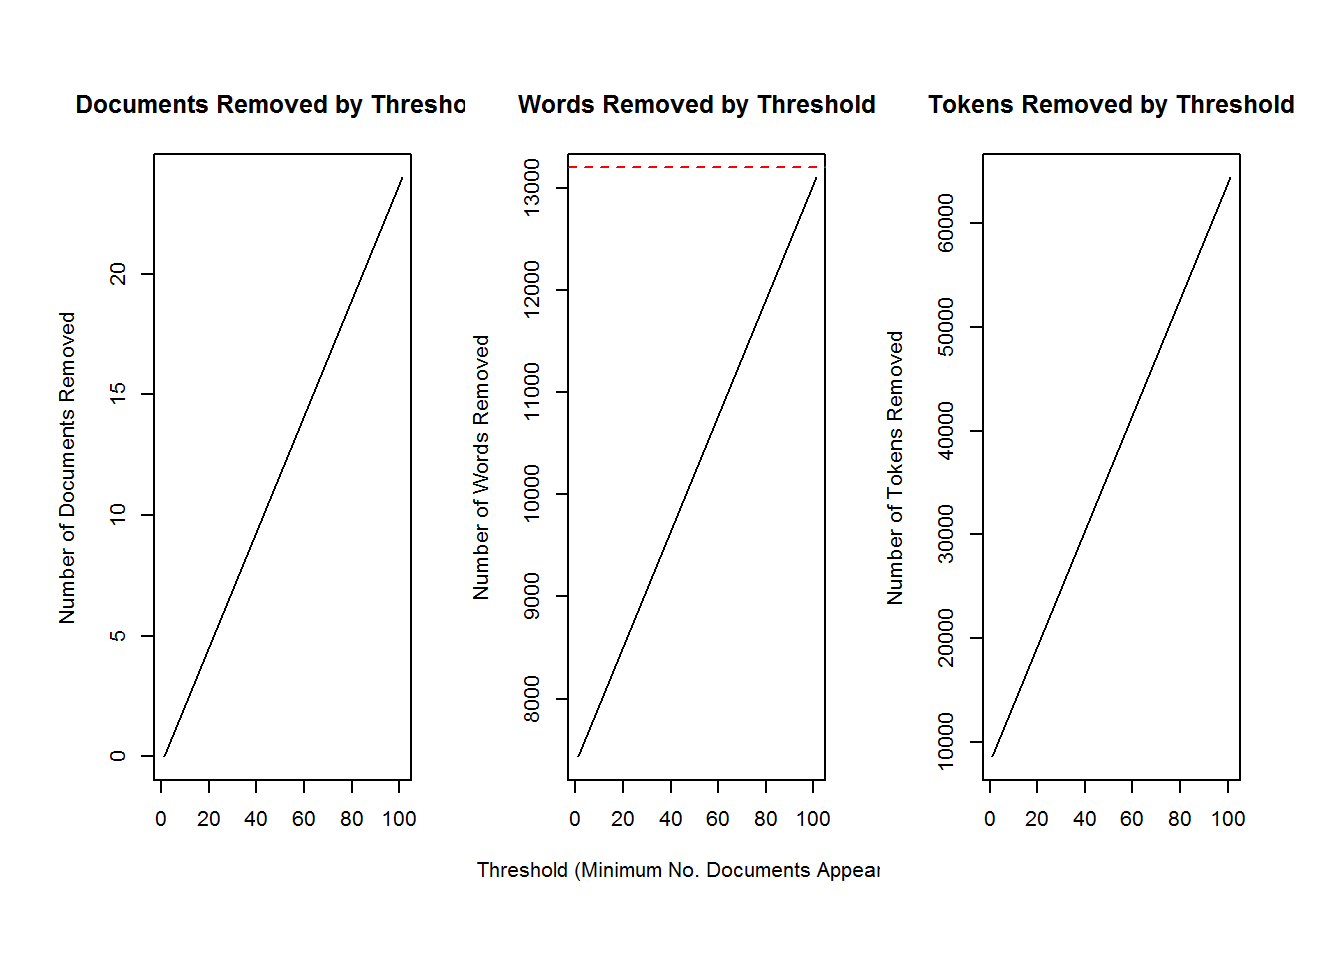 Documents Removed by Thresho
Number of Documents Removed
20
15
10
5
0
0 20 40 60 80 100
Words Removed by Threshold
Number of Words Removed
13000
12000
11000
10000
9000
8000
0 20 40 60 80 100
Threshold (Minimum No. Documents Appear
Tokens Removed by Threshold
Number of Tokens Removed
60000
50000
40000
30000
20000
10000
0 20 40 60 80 100